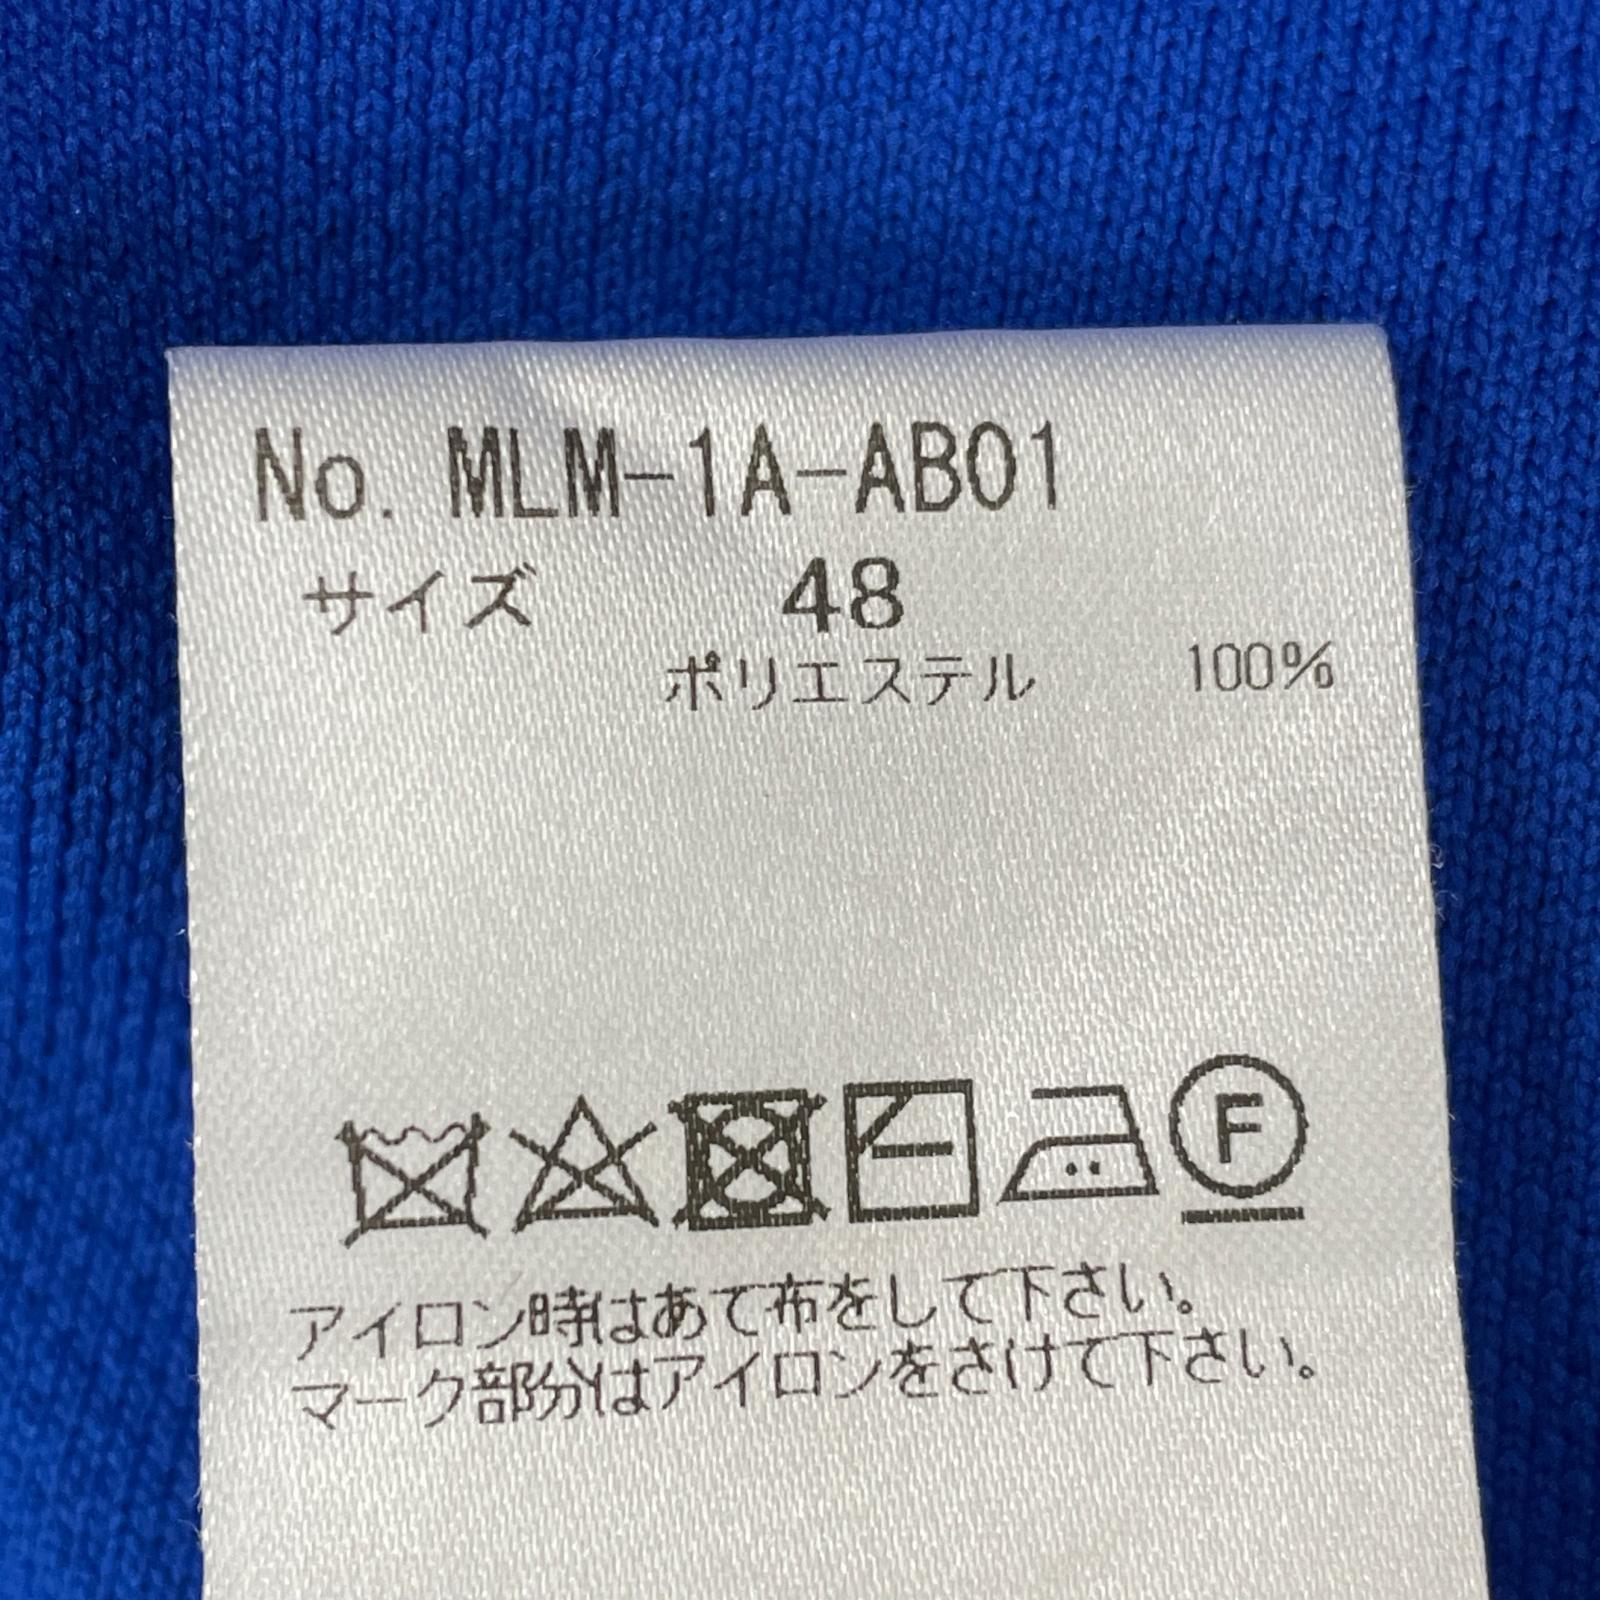 No. MLM-1A-AB01
サイズ 48
ポリエステル 100%
F
アイロン時はあて布をして下さい。
マーク部分はアイロンをさけて下さい。